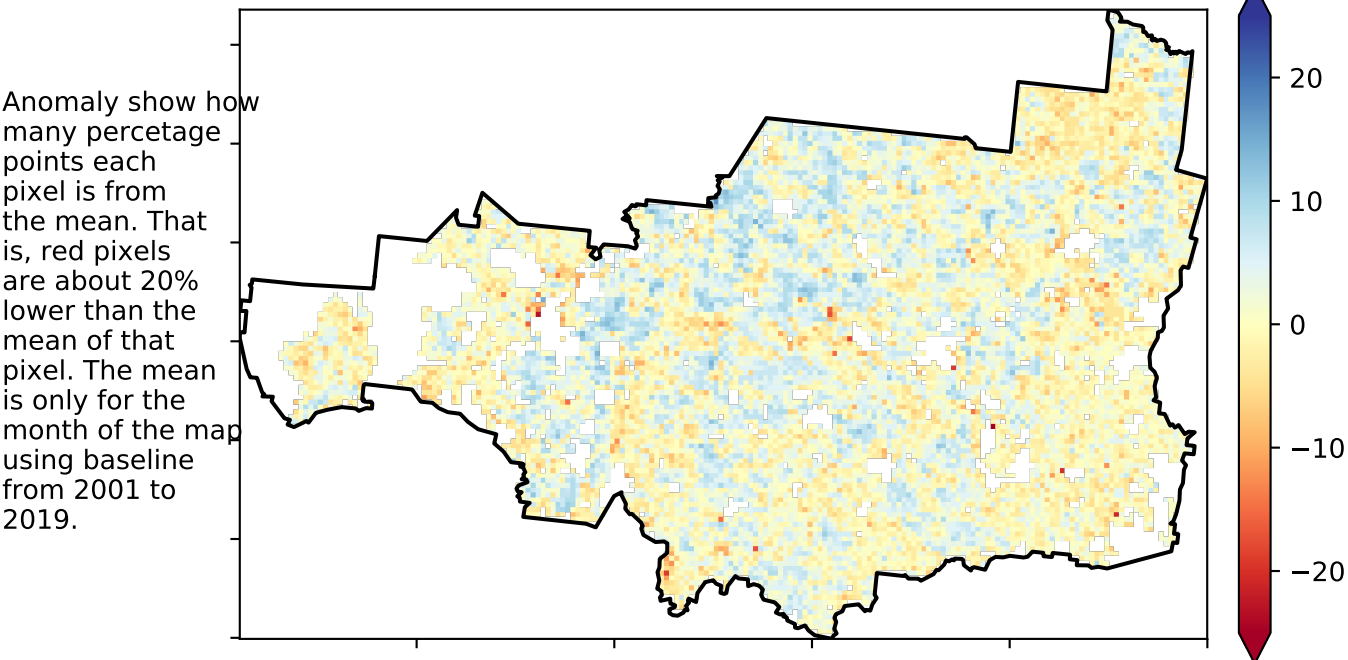 Anomaly show how
many percetage
points each
pixel is from
the mean. That
is, red pixels
are about 20%
lower than the
mean of that
pixel. The mean
is only for the
month of the map
using baseline
from 2001 to
2019.
20
10
0
−10
−20